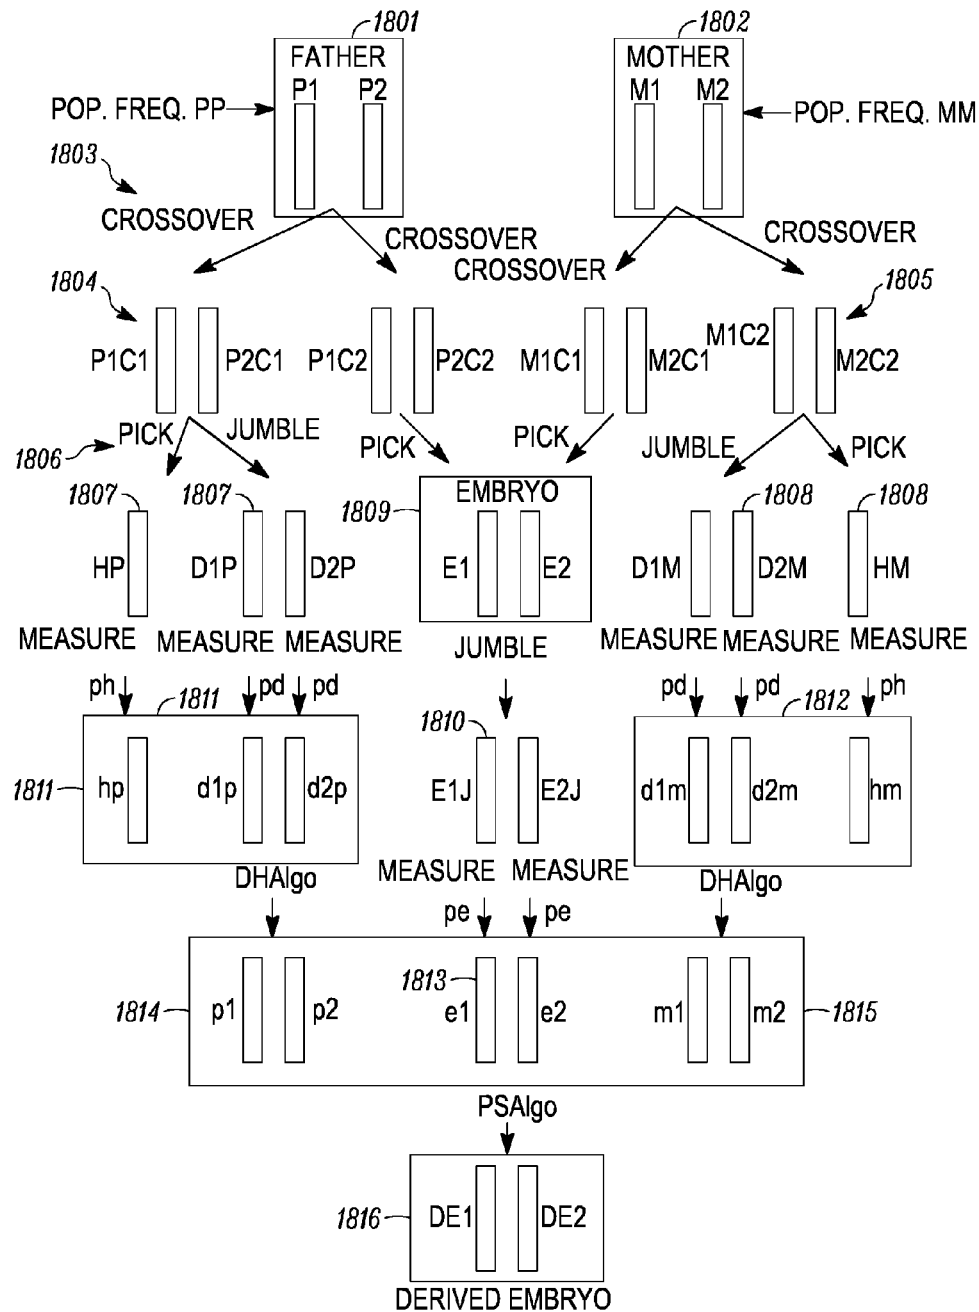 1801
1802
FATHER
MOTHER
P1 P2
M1 M2
POP. FREQ. PP
POP. FREQ. MM
1803
CROSSOVER
CROSSOVER
CROSSOVER
CROSSOVER
1804
1805
P1C1 P2C1 P1C2 P2C2 M1C1 M2C1 M1C2 M2C2
1806
PICK JUMBLE PICK PICK JUMBLE PICK
1807 1807 1809 EMBRYO 1808 1808
HP D1P D2P E1 E2 D1M D2M HM
MEASURE MEASURE MEASURE JUMBLE MEASURE MEASURE MEASURE
ph pd pd pd pd ph
1811 1810 1812
1811 hp d1p d2p E1J E2J d1m d2m hm
DHAlgo MEASURE MEASURE DHAlgo
pe pe
1814 p1 p2 1813 e1 e2 m1 m2 1815
PSAlgo
1816 DE1 DE2
DERIVED EMBRYO